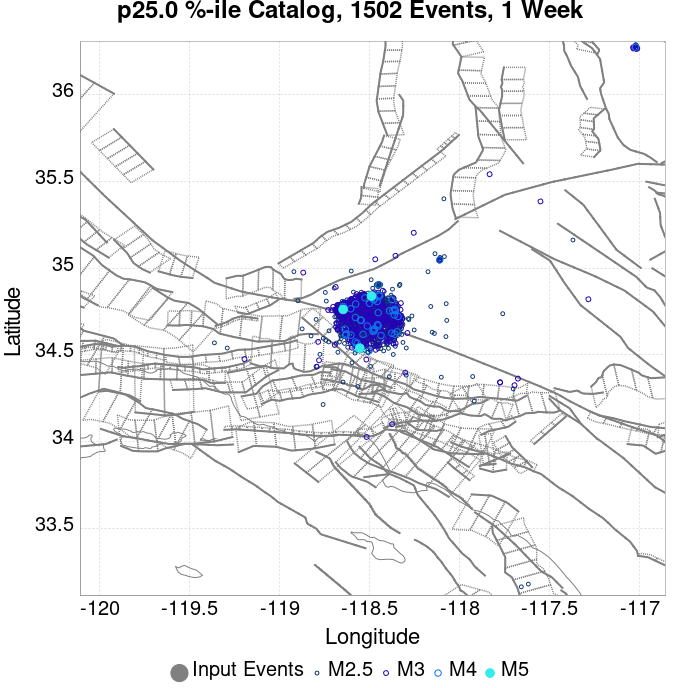 p25.0 %-ile Catalog, 1502 Events, 1 Week
36
35.5
35
34.5
34
33.5
Latitude
-120 -119.5 -119 -118.5 -118 -117.5 -117
Longitude
Input Events M2.5 M3 M4 M5